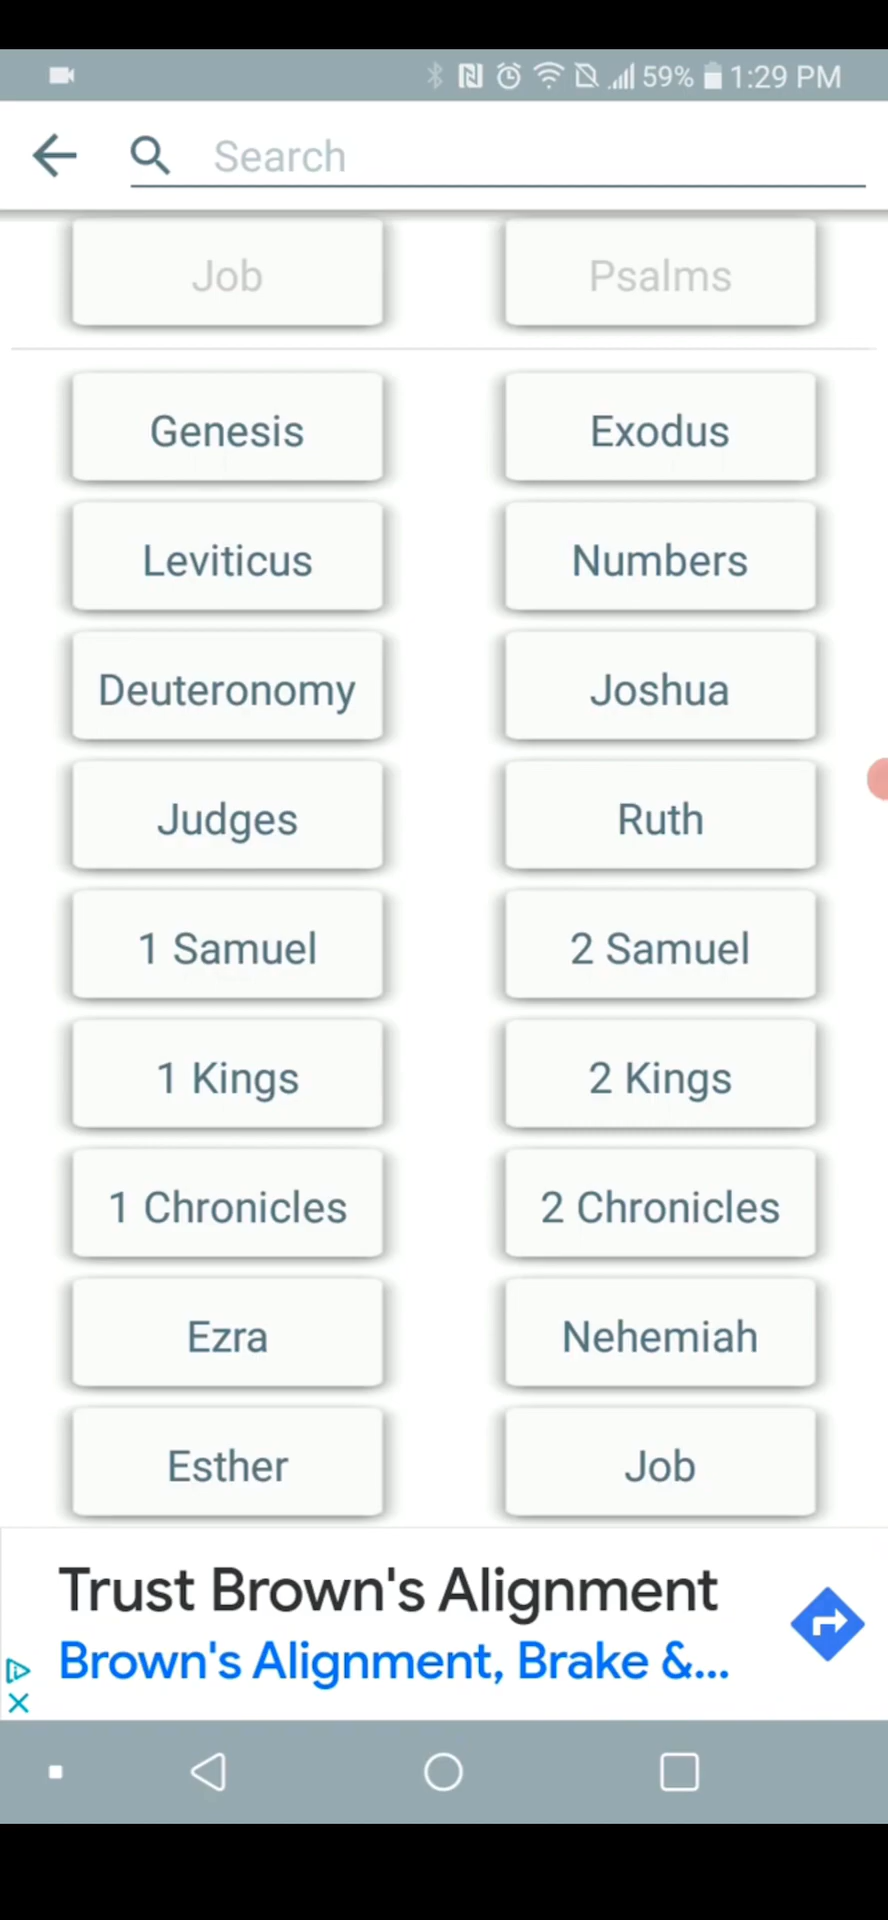 59% 1:29 PM
Search
Job Psalms
Genesis Exodus
Leviticus Numbers
Deuteronomy Joshua
Judges Ruth
1 Samuel 2 Samuel
1 Kings 2 Kings
1 Chronicles 2 Chronicles
Ezra Nehemiah
Esther Job
Trust Brown's Alignment
Brown's Alignment, Brake &...